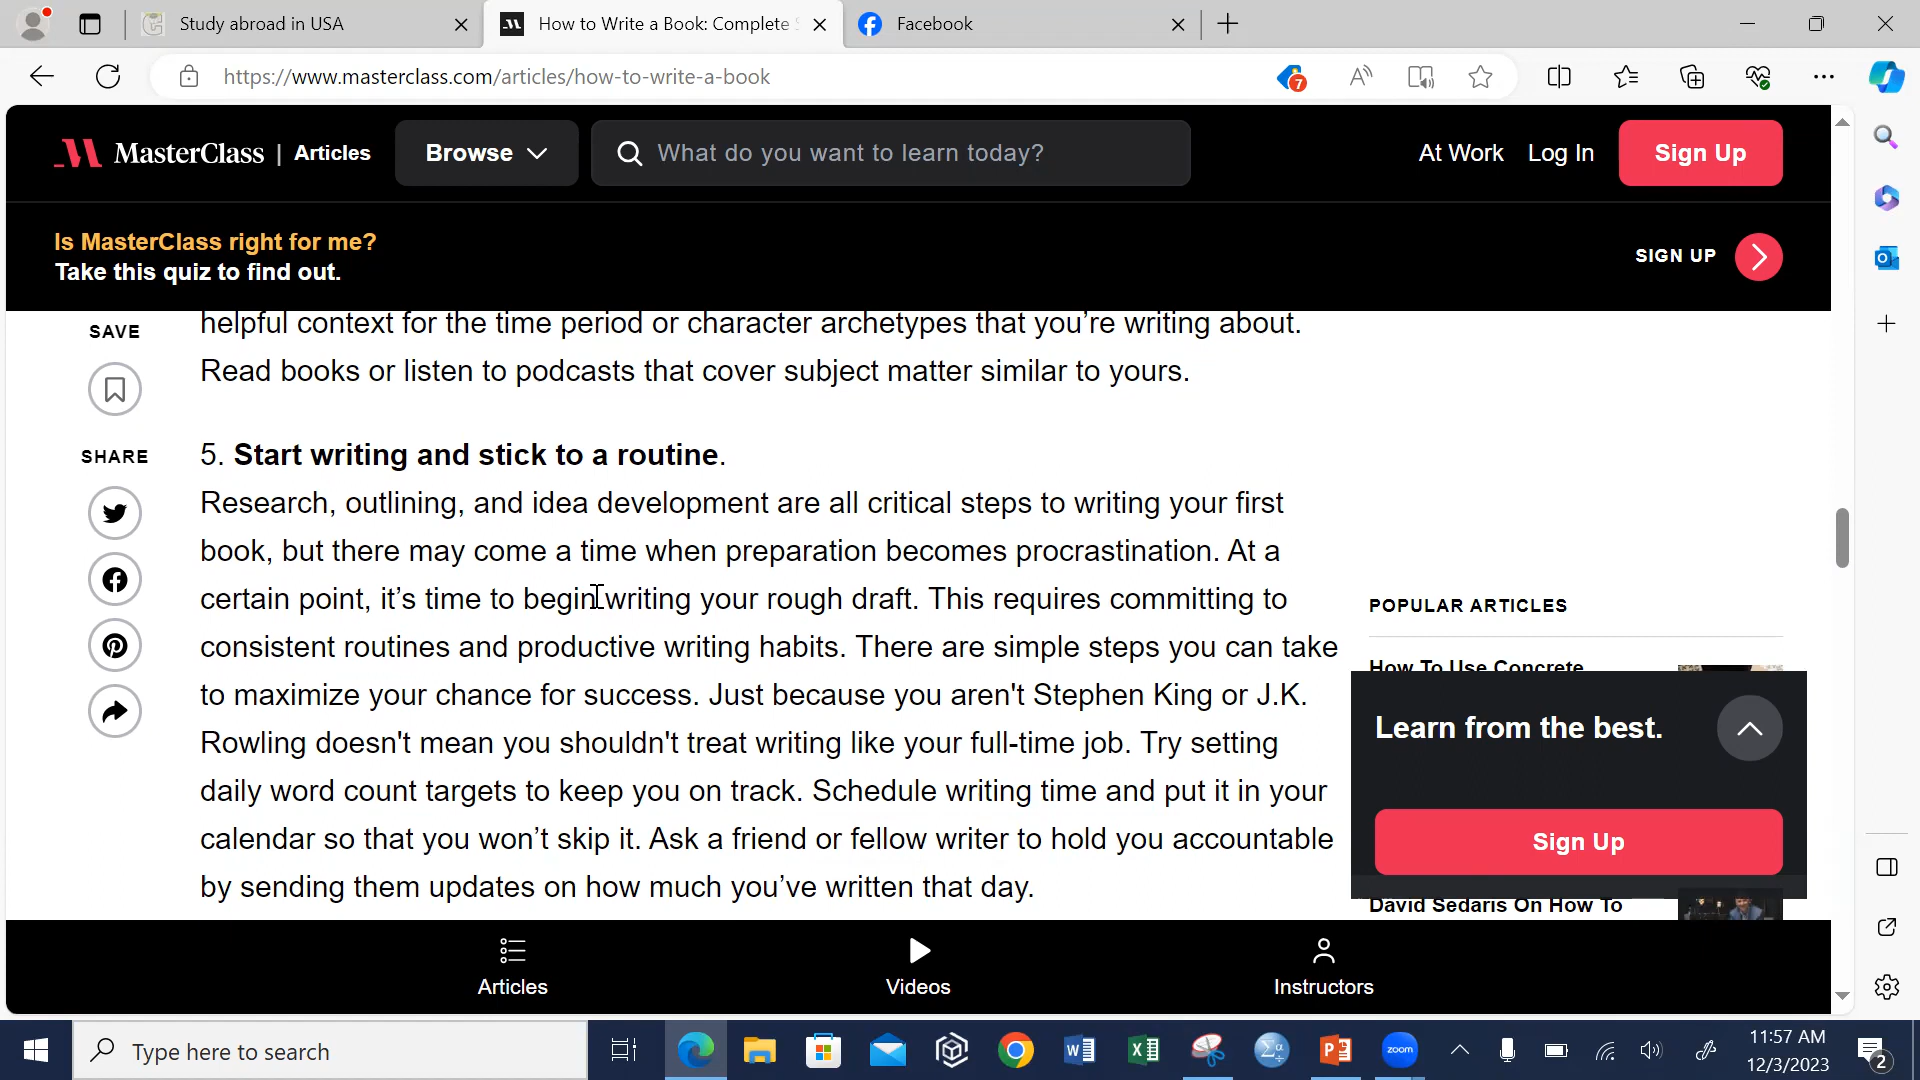 Study abroad in USA
How to Write a Book: Complete S
Facebook
https://www.masterclass.com/articles/how-to-write-a-book
7
MasterClass | Articles
Browse
What do you want to learn today?
At Work
Log In
Sign Up
Is MasterClass right for me?
Take this quiz to find out.
SIGN UP
SAVE
SHARE
helpful context for the time period or character archetypes that you’re writing about.
Read books or listen to podcasts that cover subject matter similar to yours.
5. Start writing and stick to a routine.
Research, outlining, and idea development are all critical steps to writing your first
book, but there may come a time when preparation becomes procrastination. At a
certain point, it’s time to begin writing your rough draft. This requires committing to
consistent routines and productive writing habits. There are simple steps you can take
to maximize your chance for success. Just because you aren't Stephen King or J.K.
Rowling doesn't mean you shouldn't treat writing like your full-time job. Try setting
daily word count targets to keep you on track. Schedule writing time and put it in your
calendar so that you won’t skip it. Ask a friend or fellow writer to hold you accountable
by sending them updates on how much you’ve written that day.
POPULAR ARTICLES
How To Use Concrete
Learn from the best.
Sign Up
David Sedaris On How To
Articles
Videos
Instructors
Type here to search
zoom
11:57 AM
12/3/2023
2